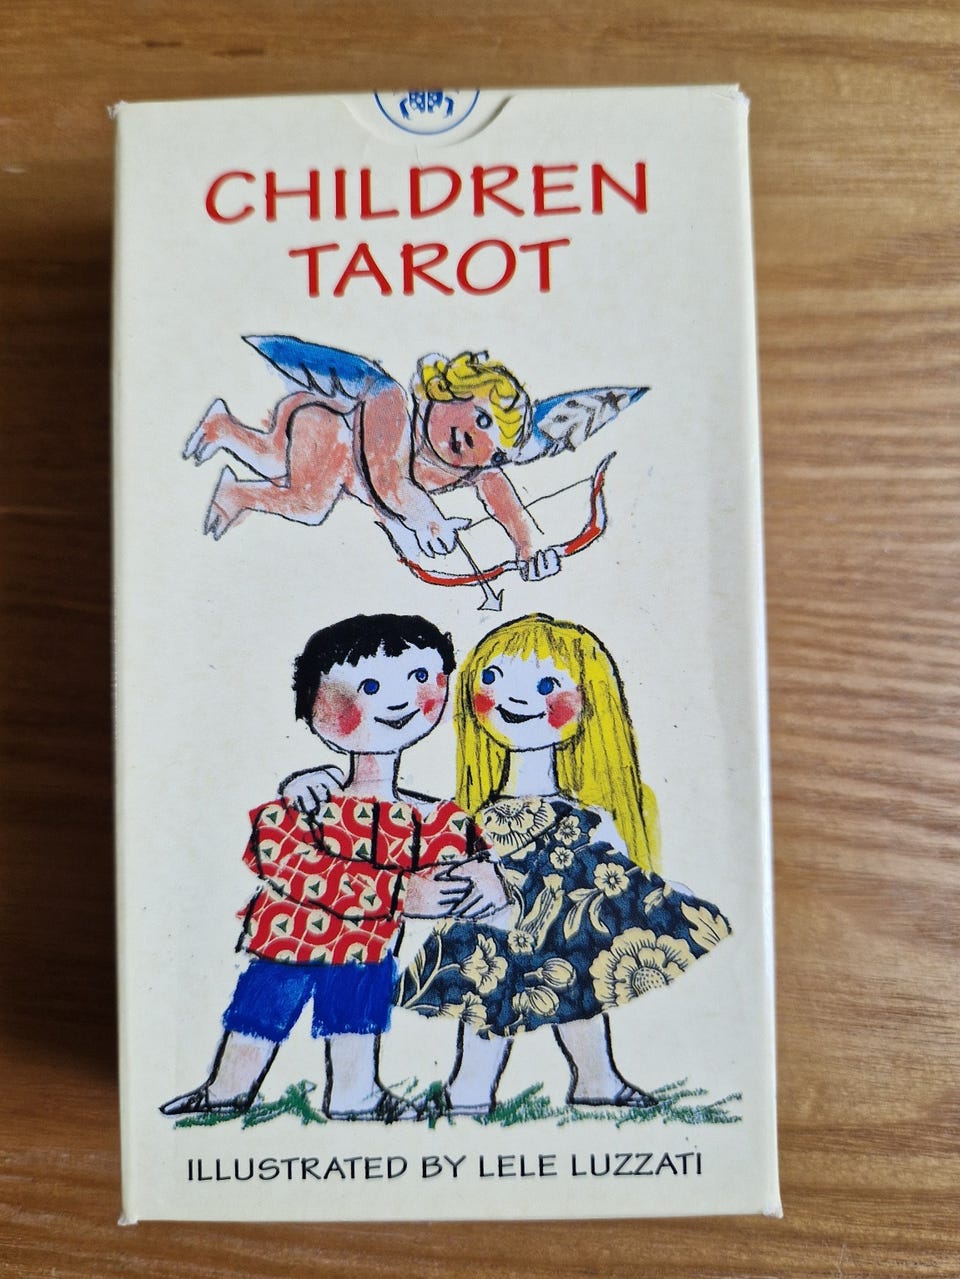 CHILDREN
TAROT
ILLUSTRATED BY LELE LUZZATI